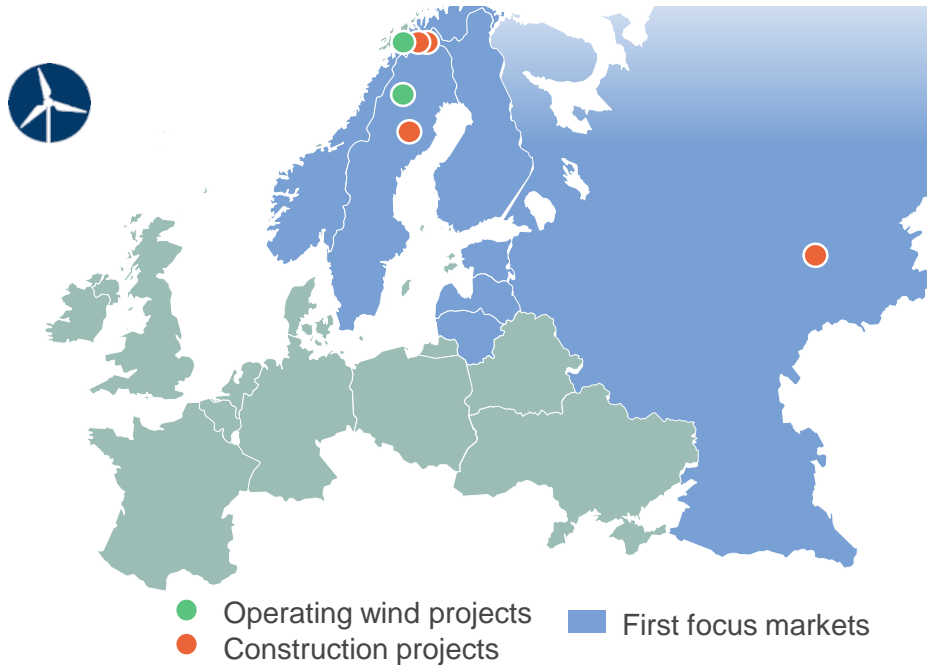 Operating wind projects
Construction projects
First focus markets